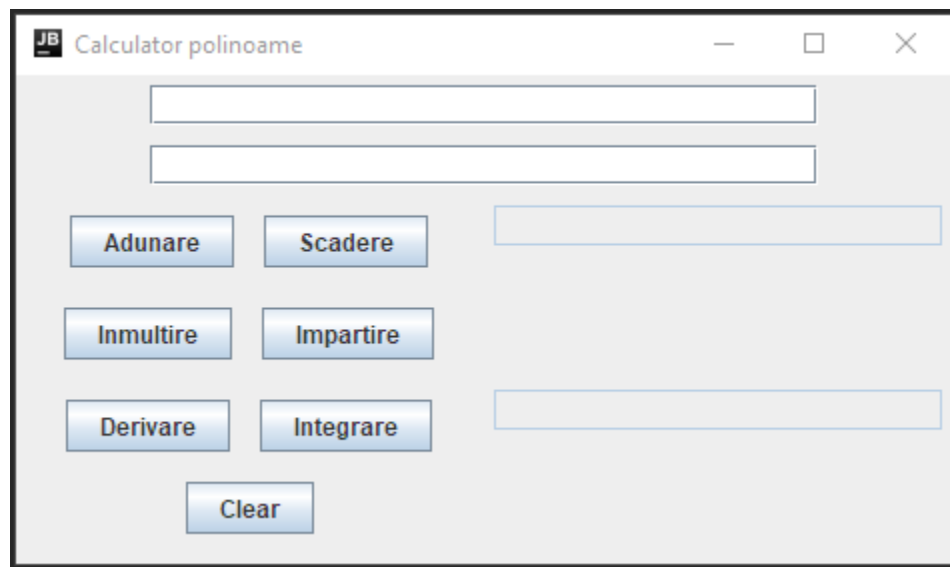 JB Calculator polinoame
Adunare Scadere
Inmultire Impartire
Derivare Integrare
Clear